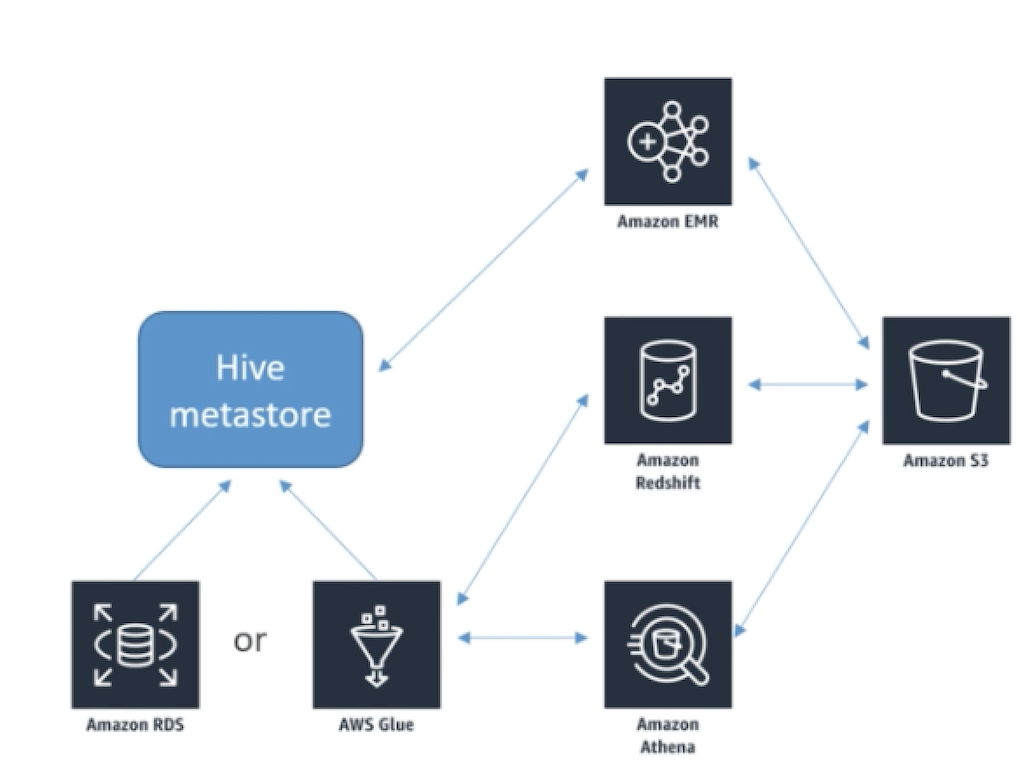 Amazon EMR
Hive
metastore
Amazon
Redshift
Amazon S3
or
Amazon RDS
AWS Glue
Amazon
Athena